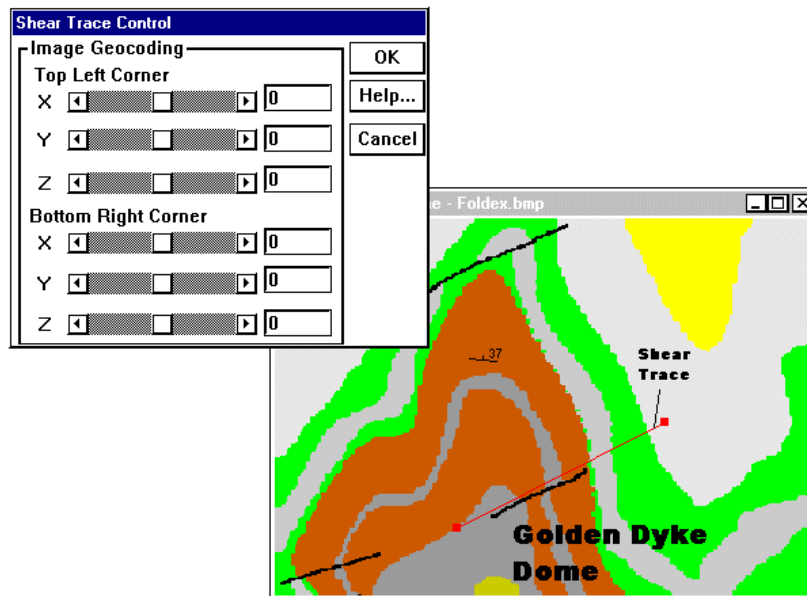 Shear Trace Control
Image Geocoding
Top Left Corner
X 0
Y 0
Z 0
Bottom Right Corner
X 0
Y 0
Z 0
OK
Help...
Cancel
e - Foldex.bmp
37
Shear
Trace
Golden Dyke
Dome